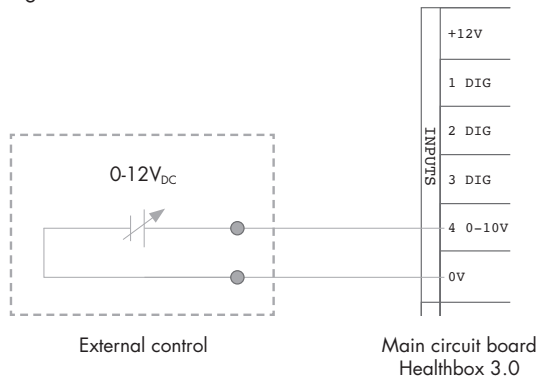 +12V
1 DIG
2 DIG
3 DIG
4 0-10V
0V
INPUTS
0-12VDC
External control
Main circuit board
Healthbox 3.0